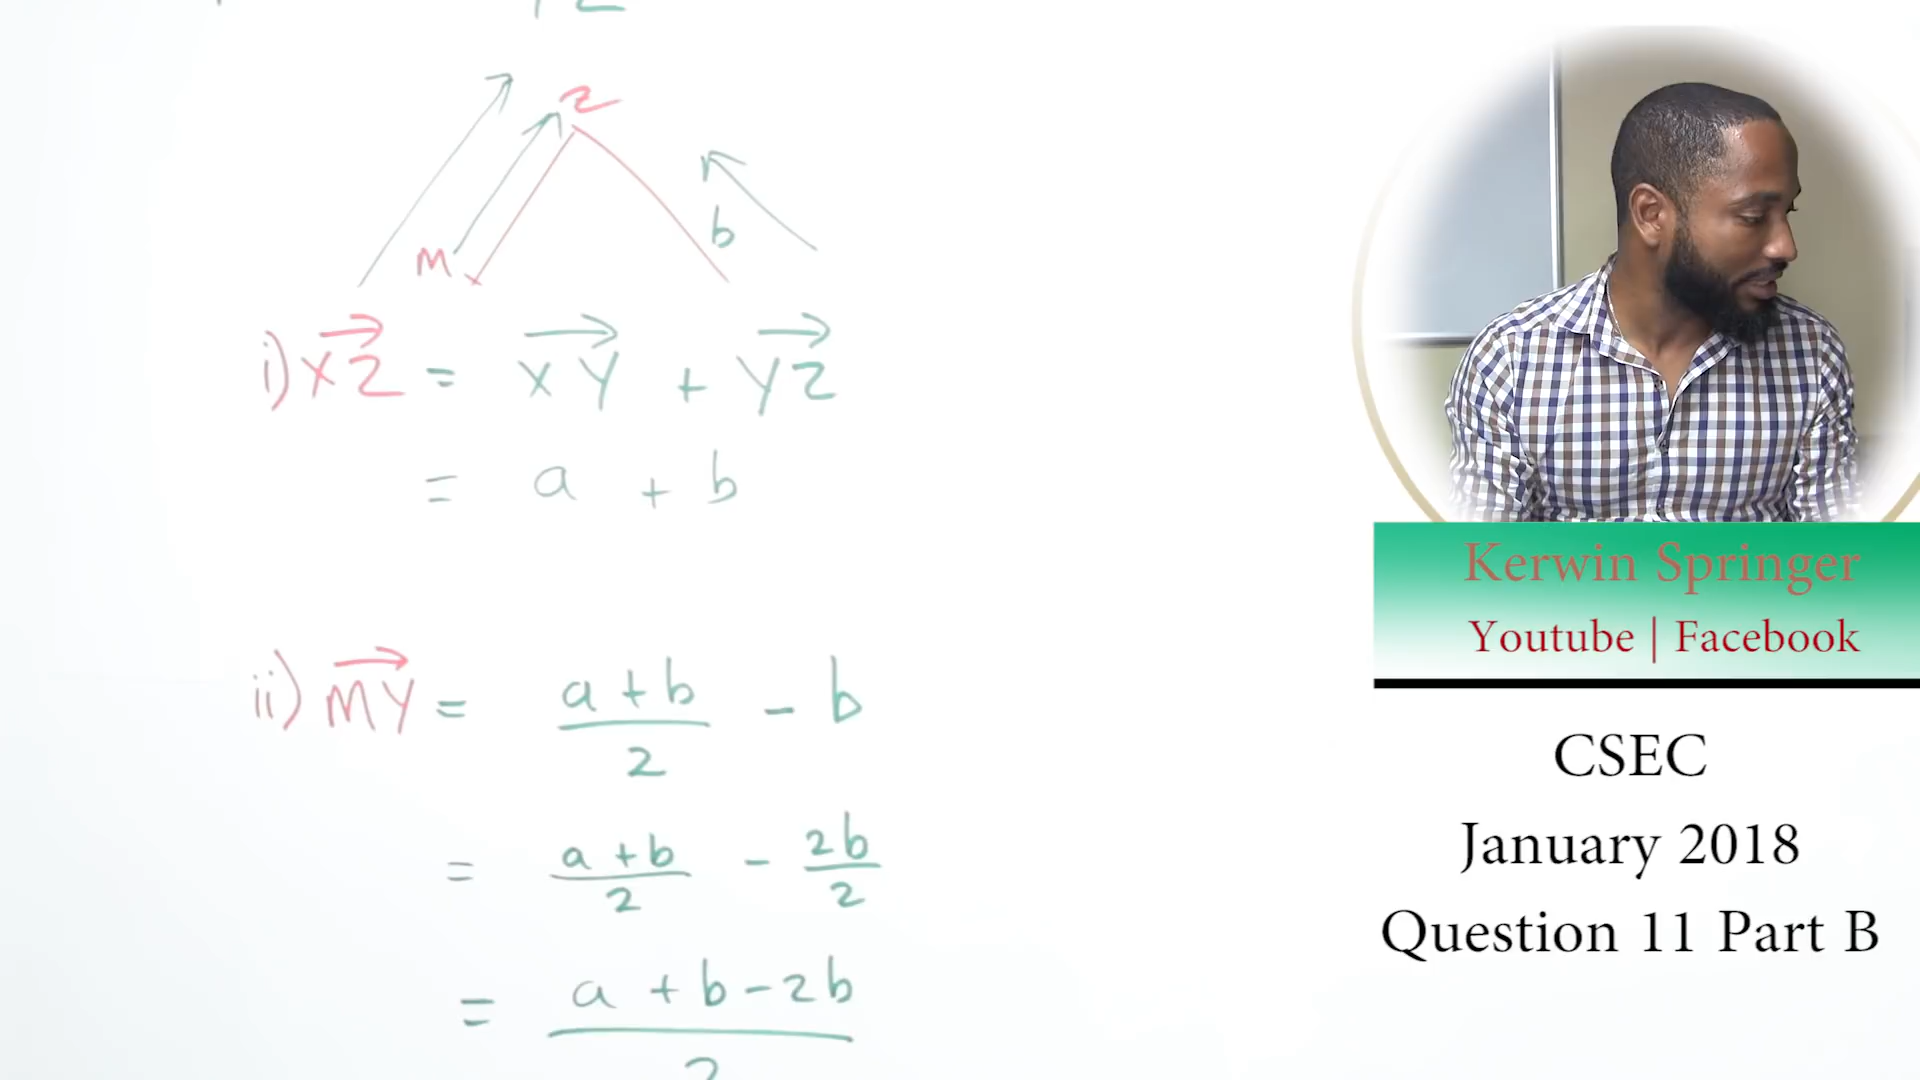 z
b
M
i) XZ = XY + YZ
= a + b
ii) MY = a + b / 2 - b
= a + b / 2 - 2b / 2
= a + b - 2b / 2
Kerwin Springer
Youtube | Facebook
CSEC
January 2018
Question 11 Part B